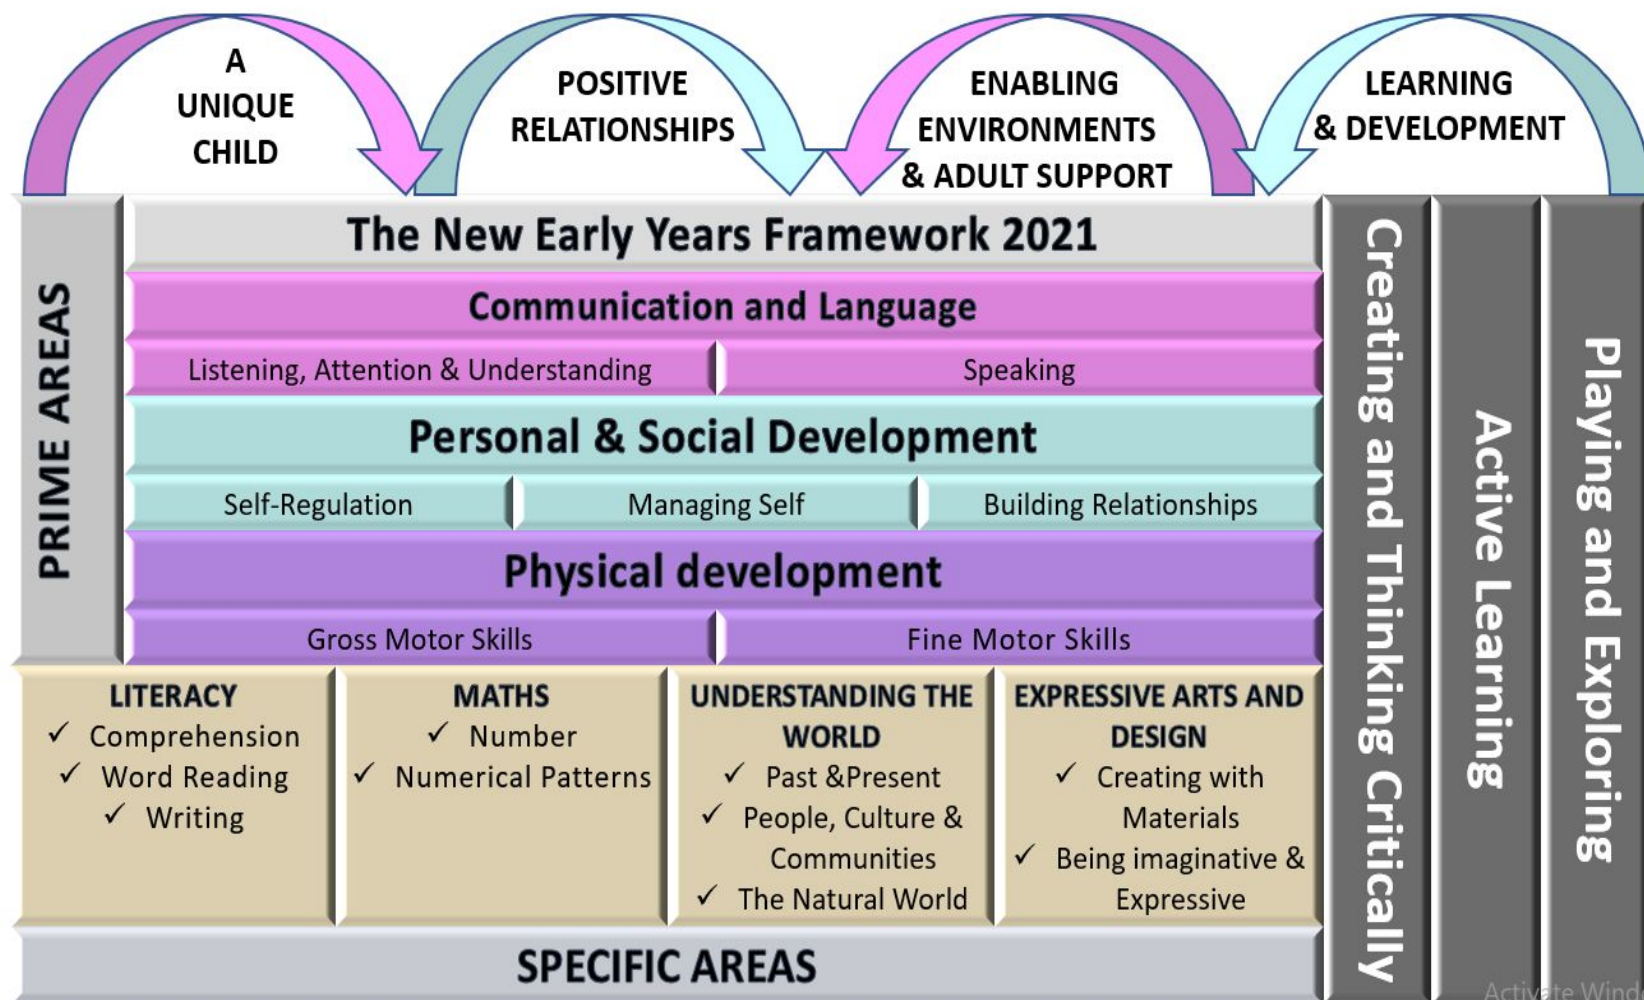 A
UNIQUE
CHILD
POSITIVE
RELATIONSHIPS
ENABLING
ENVIRONMENTS
& ADULT SUPPORT
LEARNING
& DEVELOPMENT
PRIME AREAS
The New Early Years Framework 2021
Communication and Language
Listening, Attention & Understanding
Speaking
Personal & Social Development
Self-Regulation
Managing Self
Building Relationships
Physical development
Gross Motor Skills
Fine Motor Skills
LITERACY
✓ Comprehension
✓ Word Reading
✓ Writing
MATHS
✓ Number
✓ Numerical Patterns
UNDERSTANDING THE
WORLD
✓ Past &Present
✓ People, Culture &
Communities
✓ The Natural World
EXPRESSIVE ARTS AND
DESIGN
✓ Creating with
Materials
✓ Being imaginative &
Expressive
SPECIFIC AREAS
Creating and Thinking Critically
Active Learning
Playing and Exploring
Activate Wind